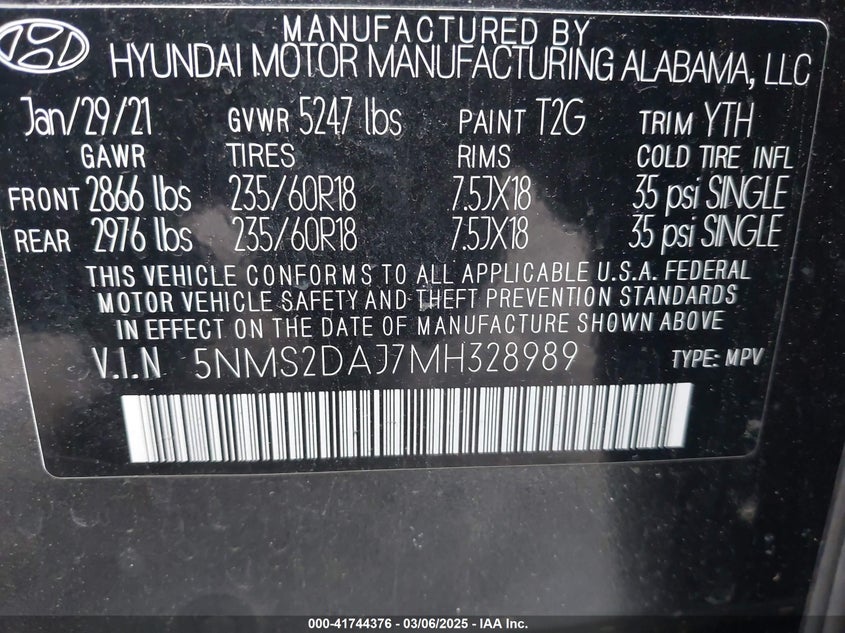 MANUFACTURED BY
HYUNDAI MOTOR MANUFACTURING ALABAMA, LLC
Jan/29/21 GVWR 5247 lbs PAINT T2G TRIM YTH
GAWR TIRES RIMS COLD TIRE INFL
FRONT 2866 lbs 235/60R18 7.5JX18 35 psi SINGLE
REAR 2976 lbs 235/60R18 7.5JX18 35 psi SINGLE
THIS VEHICLE CONFORMS TO ALL APPLICABLE U.S.A. FEDERAL
MOTOR VEHICLE SAFETY AND THEFT PREVENTION STANDARDS
IN EFFECT ON THE DATE OF MANUFACTURE SHOWN ABOVE
V.I.N 5NMS2DAJ7MH328989 TYPE: MPV
000-41744376 - 03/06/2025 - IAA Inc.